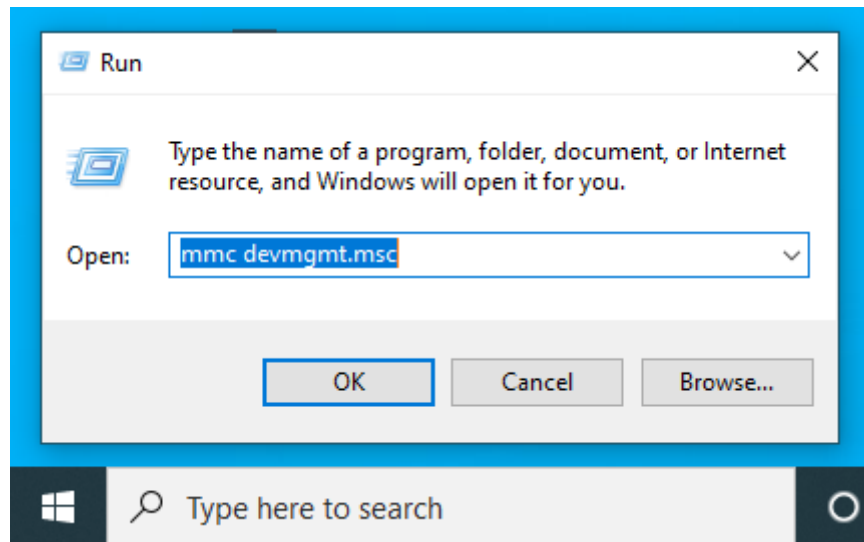 Run
Type the name of a program, folder, document, or Internet
resource, and Windows will open it for you.
Open: mmc devmgmt.msc
OK Cancel Browse...
Type here to search